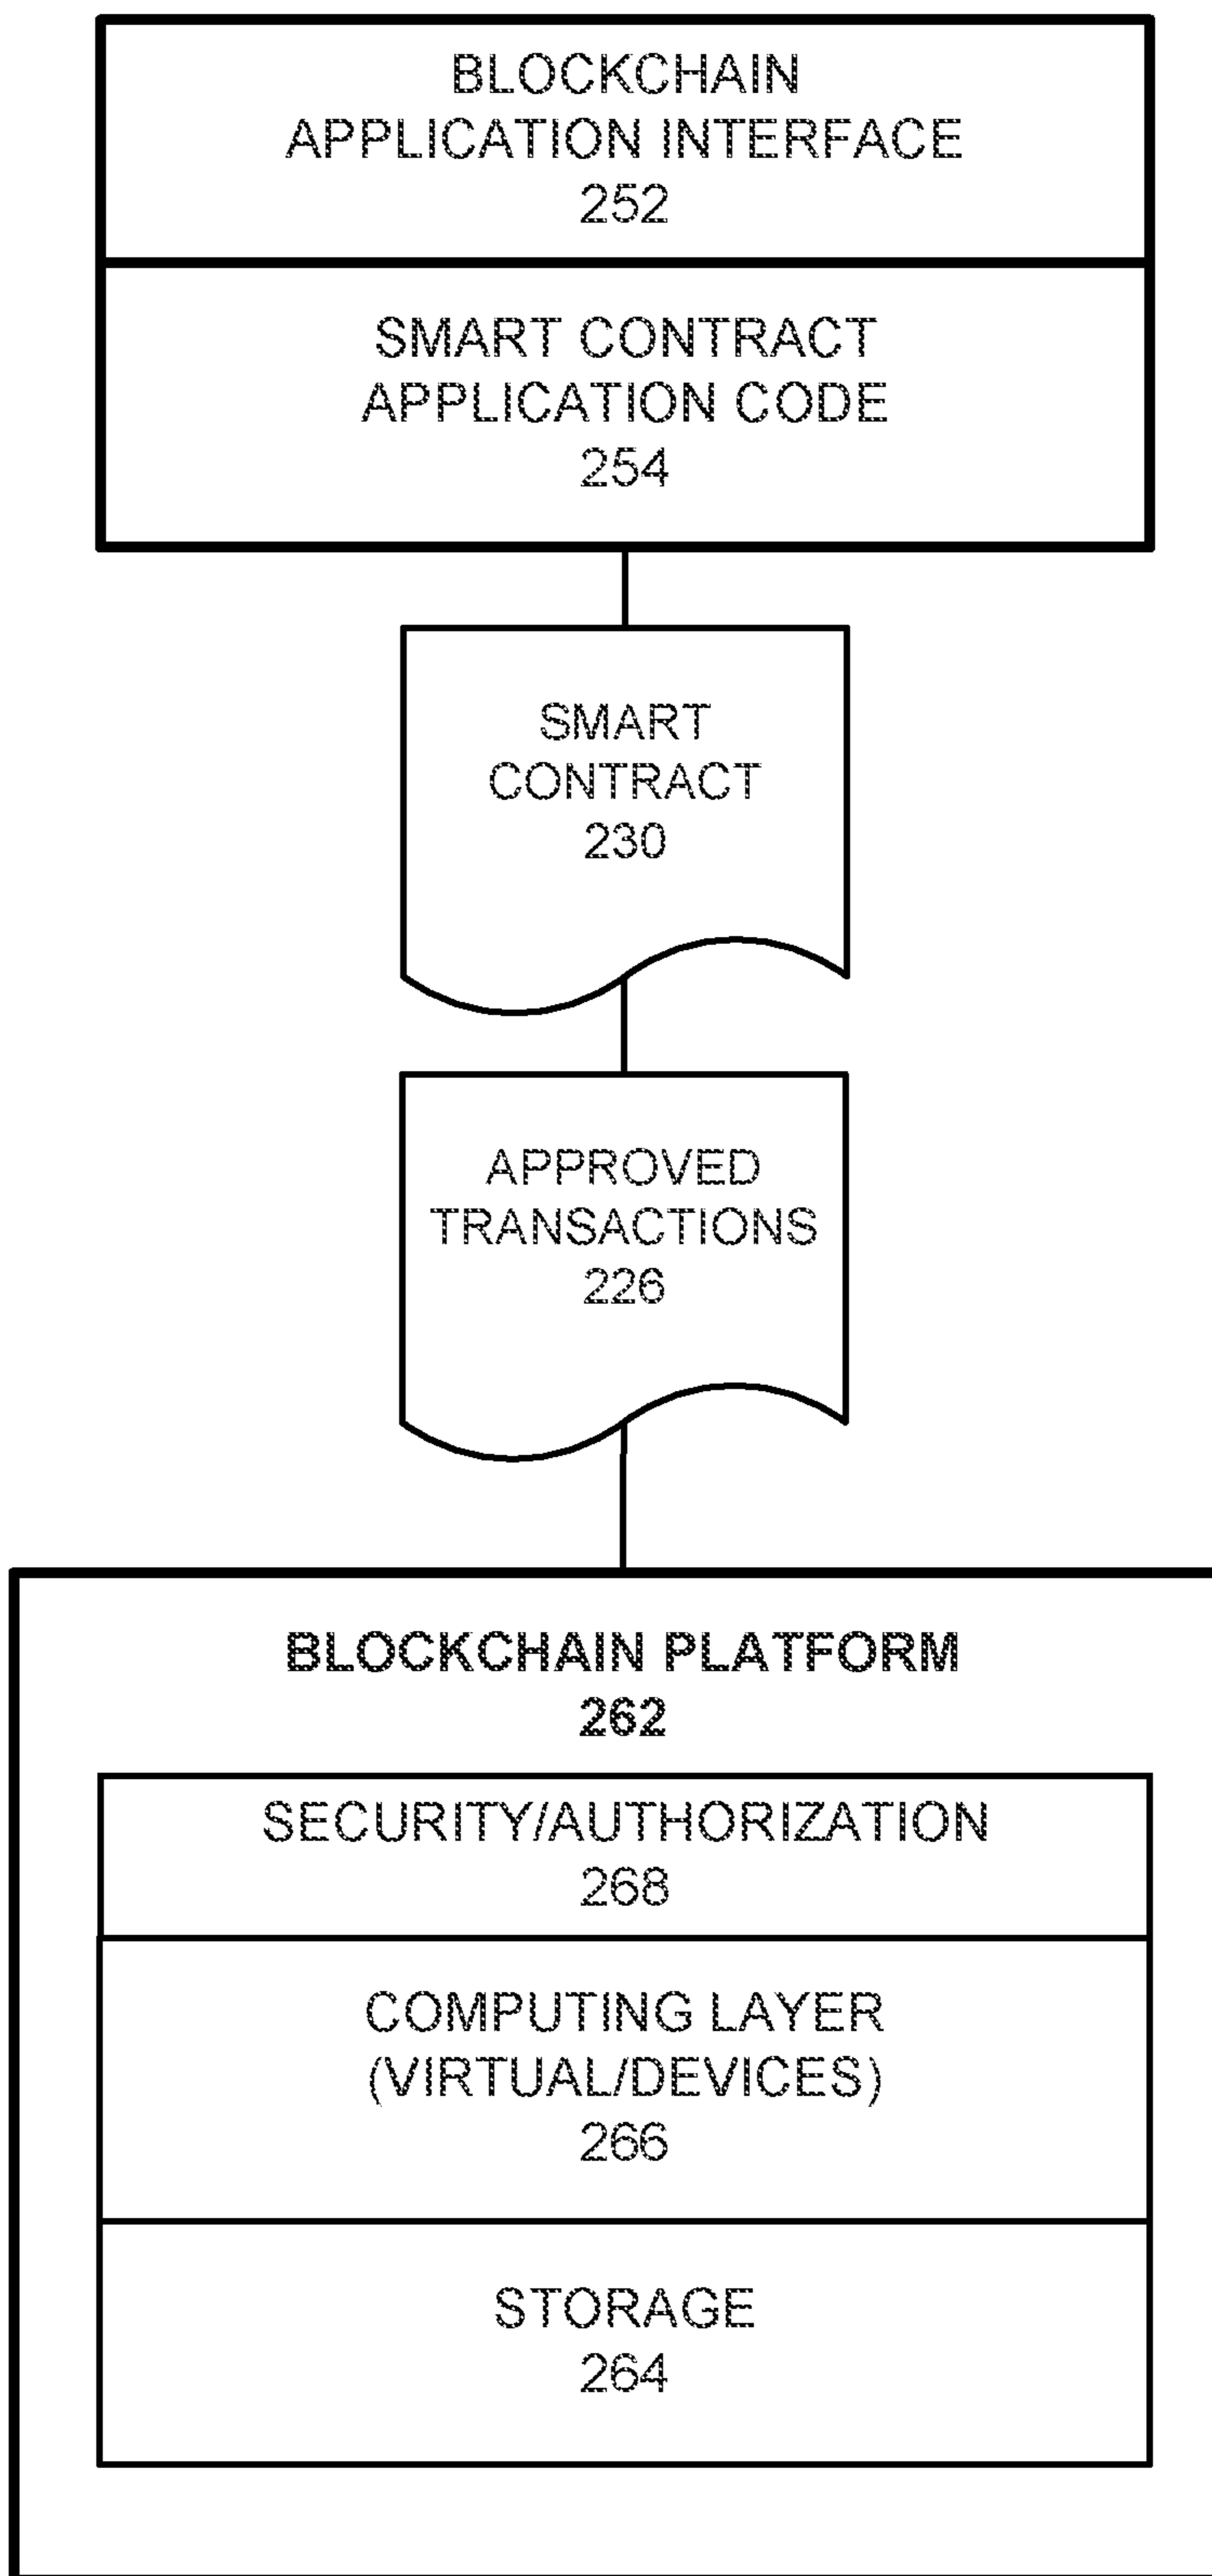 BLOCKCHAIN
APPLICATION INTERFACE
252
SMART CONTRACT
APPLICATION CODE
254
SMART
CONTRACT
230
APPROVED
TRANSACTIONS
226
BLOCKCHAIN PLATFORM
262
SECURITY/AUTHORIZATION
268
COMPUTING LAYER
(VIRTUAL/DEVICES)
266
STORAGE
264